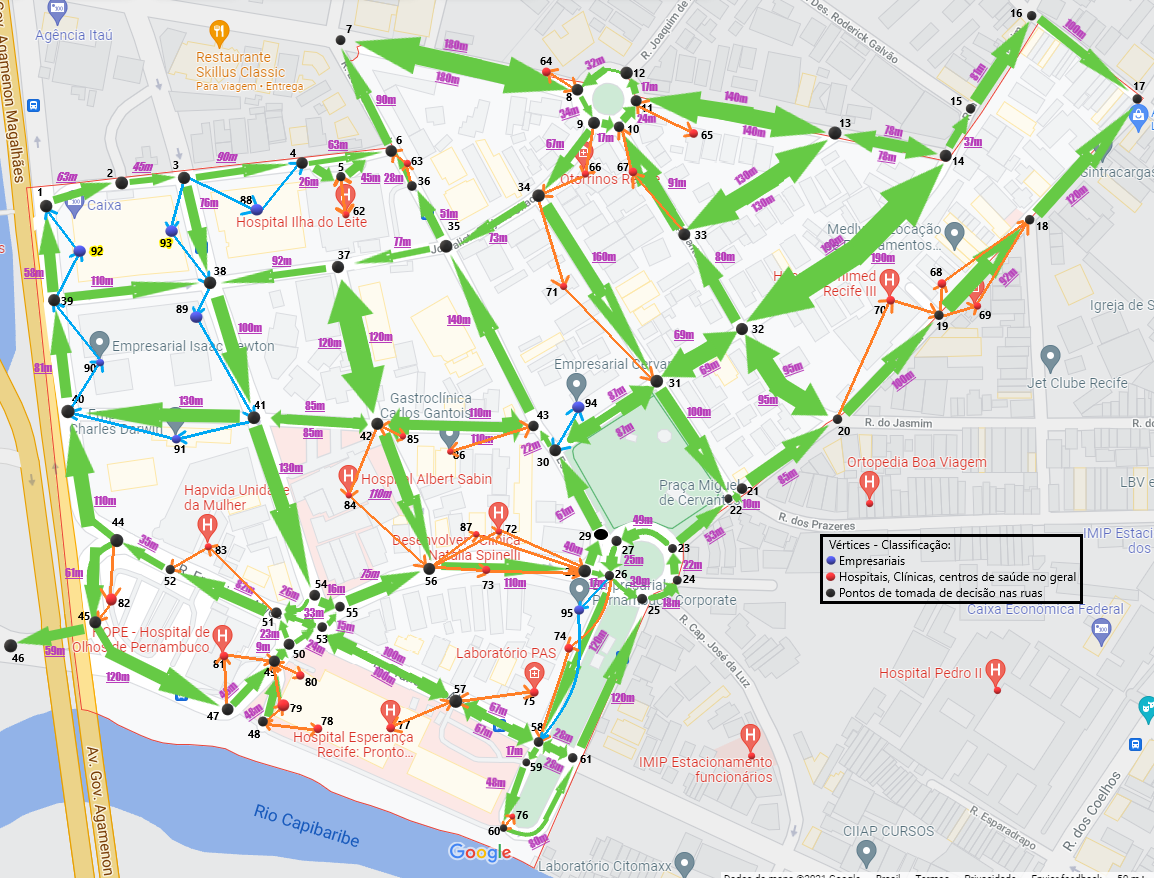 Agência Itaú
Restaurante
Skillus Classic
Para viagem • Entrega
Gov. Agamenon Magalhães
R. Joaquim de
Des. Roderick Galvão
7
16
180m
180m
32m
64
12
8
17m
11
140m
140m
100m
81m
17
15
90m
34m
9
17m
10
24m
65
13
78m
78m
37m
14
63m
4
6
67m
66
67
Otorrinos R
91m
1
63m
2
45m
3
90m
5
26m
45m
28m
63
36
34
130m
130m
Sintracargas
120m
Caixa
76m
88
Hospital Ilha do Leite
62
51m
35
73m
33
18
92
93
77m
37
92m
160m
80m
190m
190m
Recife III
58m
110m
38
39
71
68
92m
70
69
19
Igreja de S
89
100m
120m
120m
140m
69m
69m
32
Empresarial Isaac Newton
90
81m
40
130m
41
Charles Darwin
91
85m
85m
Gastroclínica
Carlos Gantois
110m
110m
42
85
86
43
22m
30
94
87m
87m
31
95m
95m
100m
100m
Jet Clube Recife
20
R. do Jasmim
R. do
Ortopedia Boa Viagem
LBV e
130m
110m
Hospital Albert Sabin
84
110m
Praça Miguel
de Cervant
21
22
10m
85m
R. dos Prazeres
IMIP Estaci
dos
Hapvida Unidade
da Mulher
83
44
35m
52
82m
61m
82
45
87
72
Natália Spinelli
73
110m
61m
29
40m
27
25m
49m
23
53m
22m
24
30m
26
17m
18m
25
Vértices - Classificação:
Empresariais
Hospitais, Clínicas, centros de saúde no geral
Pontos de tomada de decisão nas ruas
Caixa Econômica Federal
56
75m
54
26m
16m
55
33m
51
15m
53
23m
50
24m
9m
49
95
74
120m
120m
R. Cap. José da Luz
HOPE - Hospital de
Olhos de Pernambuco
46
59m
120m
81
80
47
48m
48
79
78
Hospital Esperança
Recife: Pronto...
77
100m
100m
57
Laboratório PAS
75
67m
67m
58
17m
59
28m
28m
61
48m
76
60
80m
Hospital Pedro II
IMIP Estacionamento
funcionários
CIIAP CURSOS
R. do Esparadrapo
R. dos Coelhos
Av. Gov. Agamenon
Rio Capibaribe
Google
Laboratório Citomaxx